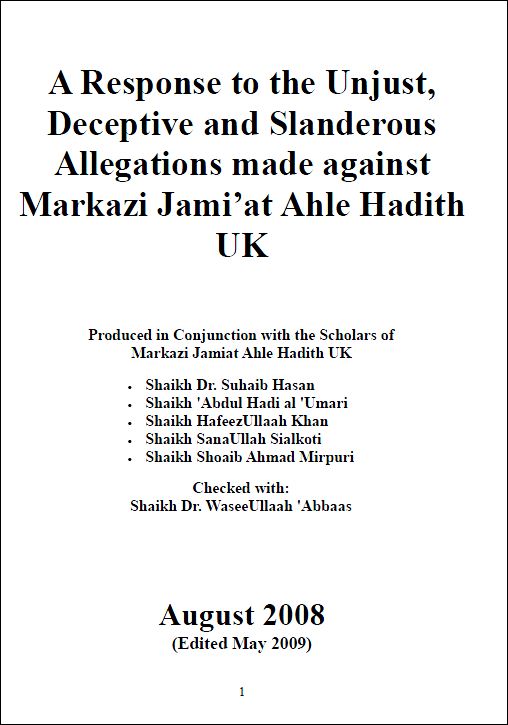 A Response to the Unjust,
Deceptive and Slanderous
Allegations made against
Markazi Jami’at Ahle Hadith
UK
Produced in Conjunction with the Scholars of
Markazi Jamiat Ahle Hadith UK
• Shaikh Dr. Suhaib Hasan
• Shaikh 'Abdul Hadi al 'Umari
• Shaikh HafeezUllaah Khan
• Shaikh SanaUllah Sialkoti
• Shaikh Shoaib Ahmad Mirpuri
Checked with:
Shaikh Dr. WaseeUllaah 'Abbaas
August 2008
(Edited May 2009)
1